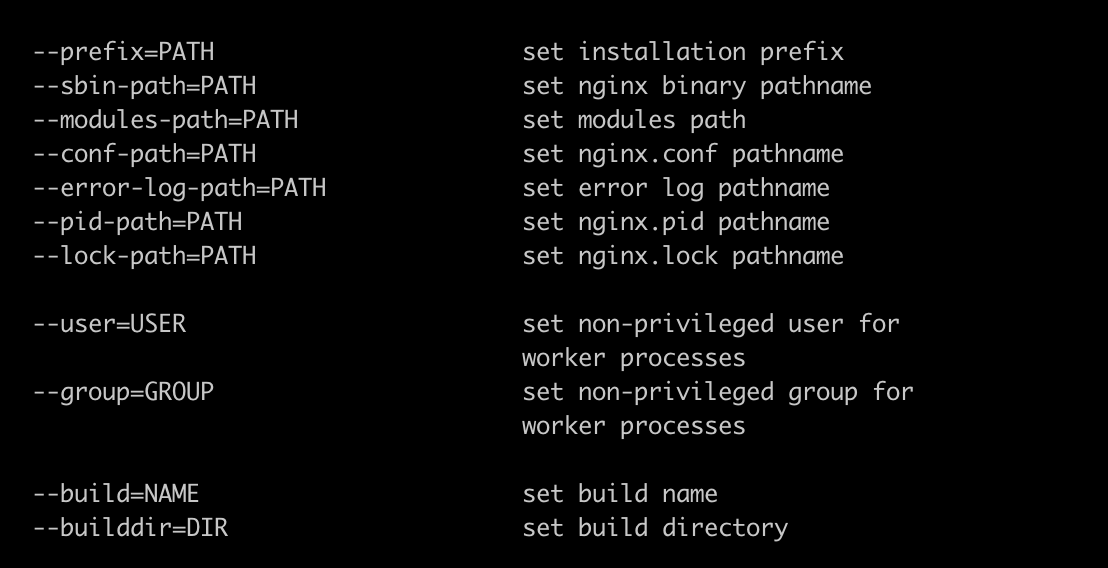 --prefix=PATH                      set installation prefix
--sbin-path=PATH                   set nginx binary pathname
--modules-path=PATH                set modules path
--conf-path=PATH                   set nginx.conf pathname
--error-log-path=PATH              set error log pathname
--pid-path=PATH                    set nginx.pid pathname
--lock-path=PATH                   set nginx.lock pathname

--user=USER                        set non-privileged user for
                                   worker processes
--group=GROUP                      set non-privileged group for
                                   worker processes

--build=NAME                       set build name
--builddir=DIR                     set build directory